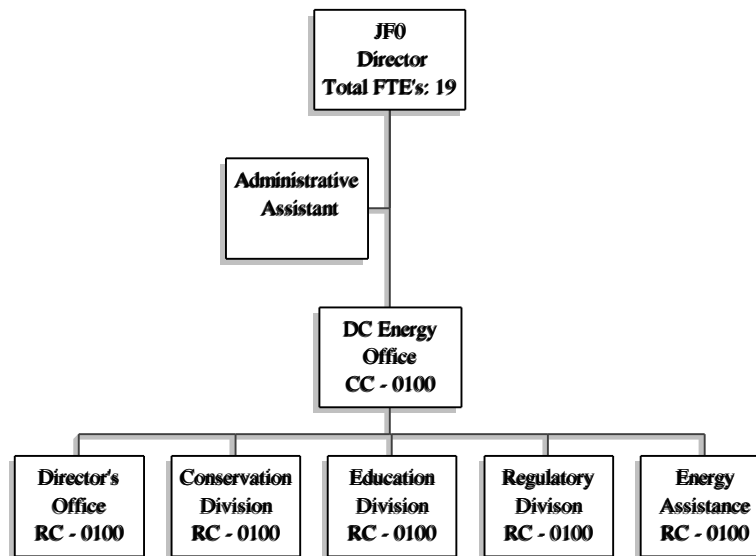 JF0
Director
Total FTE's: 19
Administrative
Assistant
DC Energy
Office
CC - 0100
Director's
Office
RC - 0100
Conservation
Division
RC - 0100
Education
Division
RC - 0100
Regulatory
Divison
RC - 0100
Energy
Assistance
RC - 0100